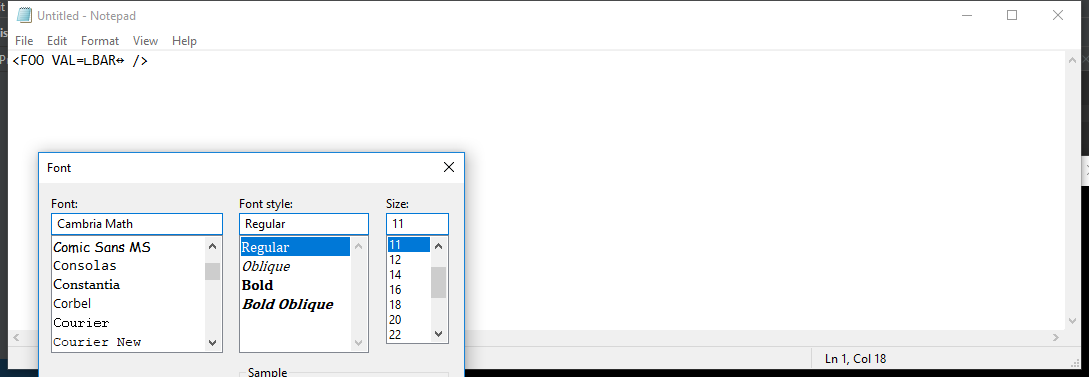 Untitled - Notepad
File Edit Format View Help
<FOO VAL=∟BAR↔ />
Font
Font: Font style: Size:
Cambria Math Regular 11
Comic Sans MS Regular 11
Consolas Oblique 12
Constantia Bold 14
Corbel Bold Oblique 16
Courier 18
Courier New 20
22
Ln 1, Col 18
Sample